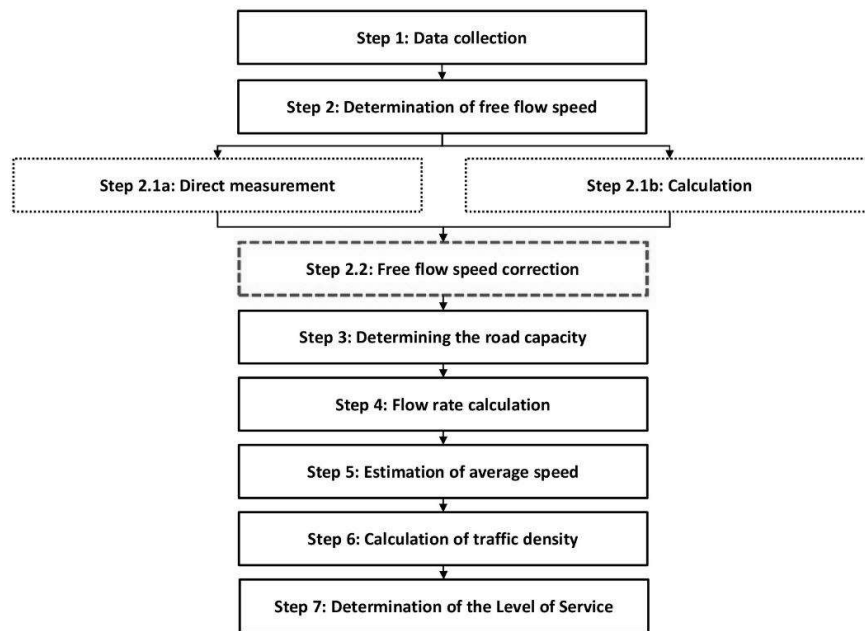 Step 1: Data collection
Step 2: Determination of free flow speed
Step 2.1a: Direct measurement
Step 2.1b: Calculation
Step 2.2: Free flow speed correction
Step 3: Determining the road capacity
Step 4: Flow rate calculation
Step 5: Estimation of average speed
Step 6: Calculation of traffic density
Step 7: Determination of the Level of Service